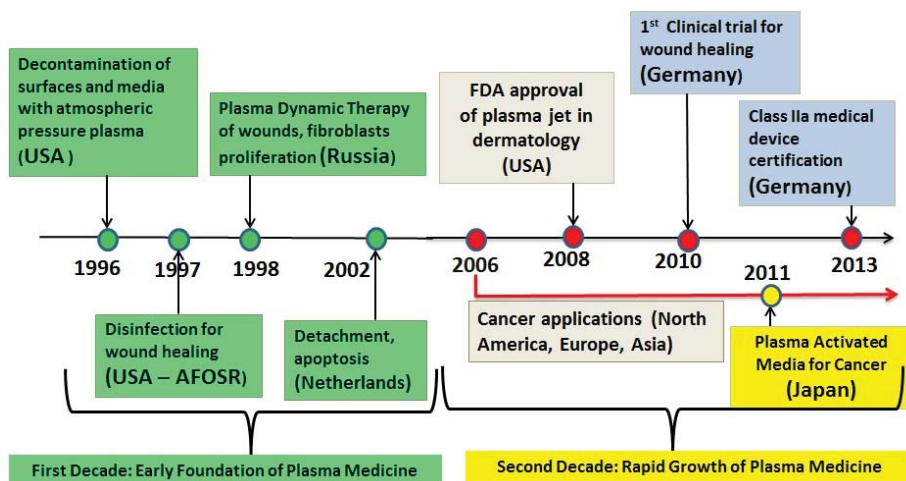 Decontamination of
surfaces and media
with atmospheric
pressure plasma
(USA )
Plasma Dynamic Therapy
of wounds, fibroblasts
proliferation (Russia)
FDA approval
of plasma jet in
dermatology
(USA)
1st Clinical trial for
wound healing
(Germany)
Class IIa medical
device
certification
(Germany)
1996
1997
1998
2002
2006
2008
2010
2011
2013
Disinfection for
wound healing
(USA – AFOSR)
Detachment,
apoptosis
(Netherlands)
Cancer applications (North
America, Europe, Asia)
Plasma Activated
Media for Cancer
(Japan)
First Decade: Early Foundation of Plasma Medicine
Second Decade: Rapid Growth of Plasma Medicine